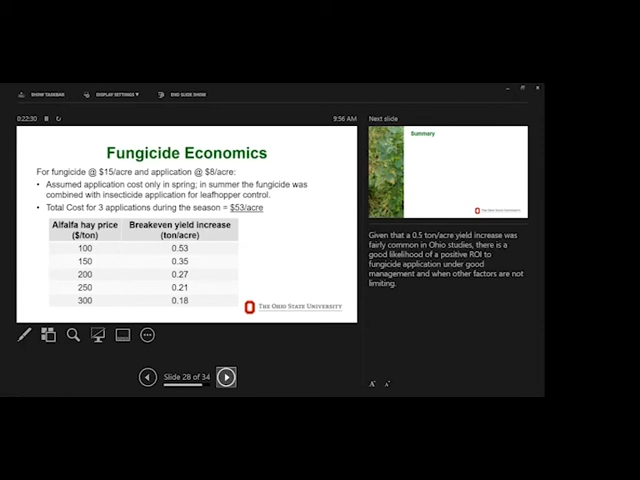 SHOW TASKBAR
DISPLAY SETTINGS
END SLIDE SHOW
0:22:30
9:56 AM
Fungicide Economics
For fungicide @ $15/acre and application @ $8/acre:
• Assumed application cost only in spring; in summer the fungicide was
combined with insecticide application for leafhopper control.
• Total Cost for 3 applications during the season = $53/acre
Alfalfa hay price Breakeven yield increase
($/ton) (ton/acre)
100 0.53
150 0.35
200 0.27
250 0.21
300 0.18
THE OHIO STATE UNIVERSITY
Slide 28 of 34
Next slide
Summary
THE OHIO STATE UNIVERSITY
Given that a 0.5 ton/acre yield increase was
fairly common in Ohio studies, there is a
good likelihood of a positive ROI to
fungicide application under good
management and when other factors are not
limiting.
A A